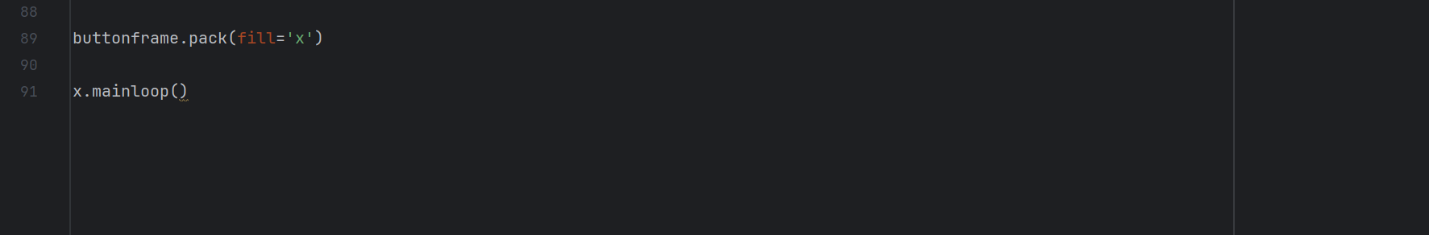 88
89 buttonframe.pack(fill='x')
90
91 x.mainloop()